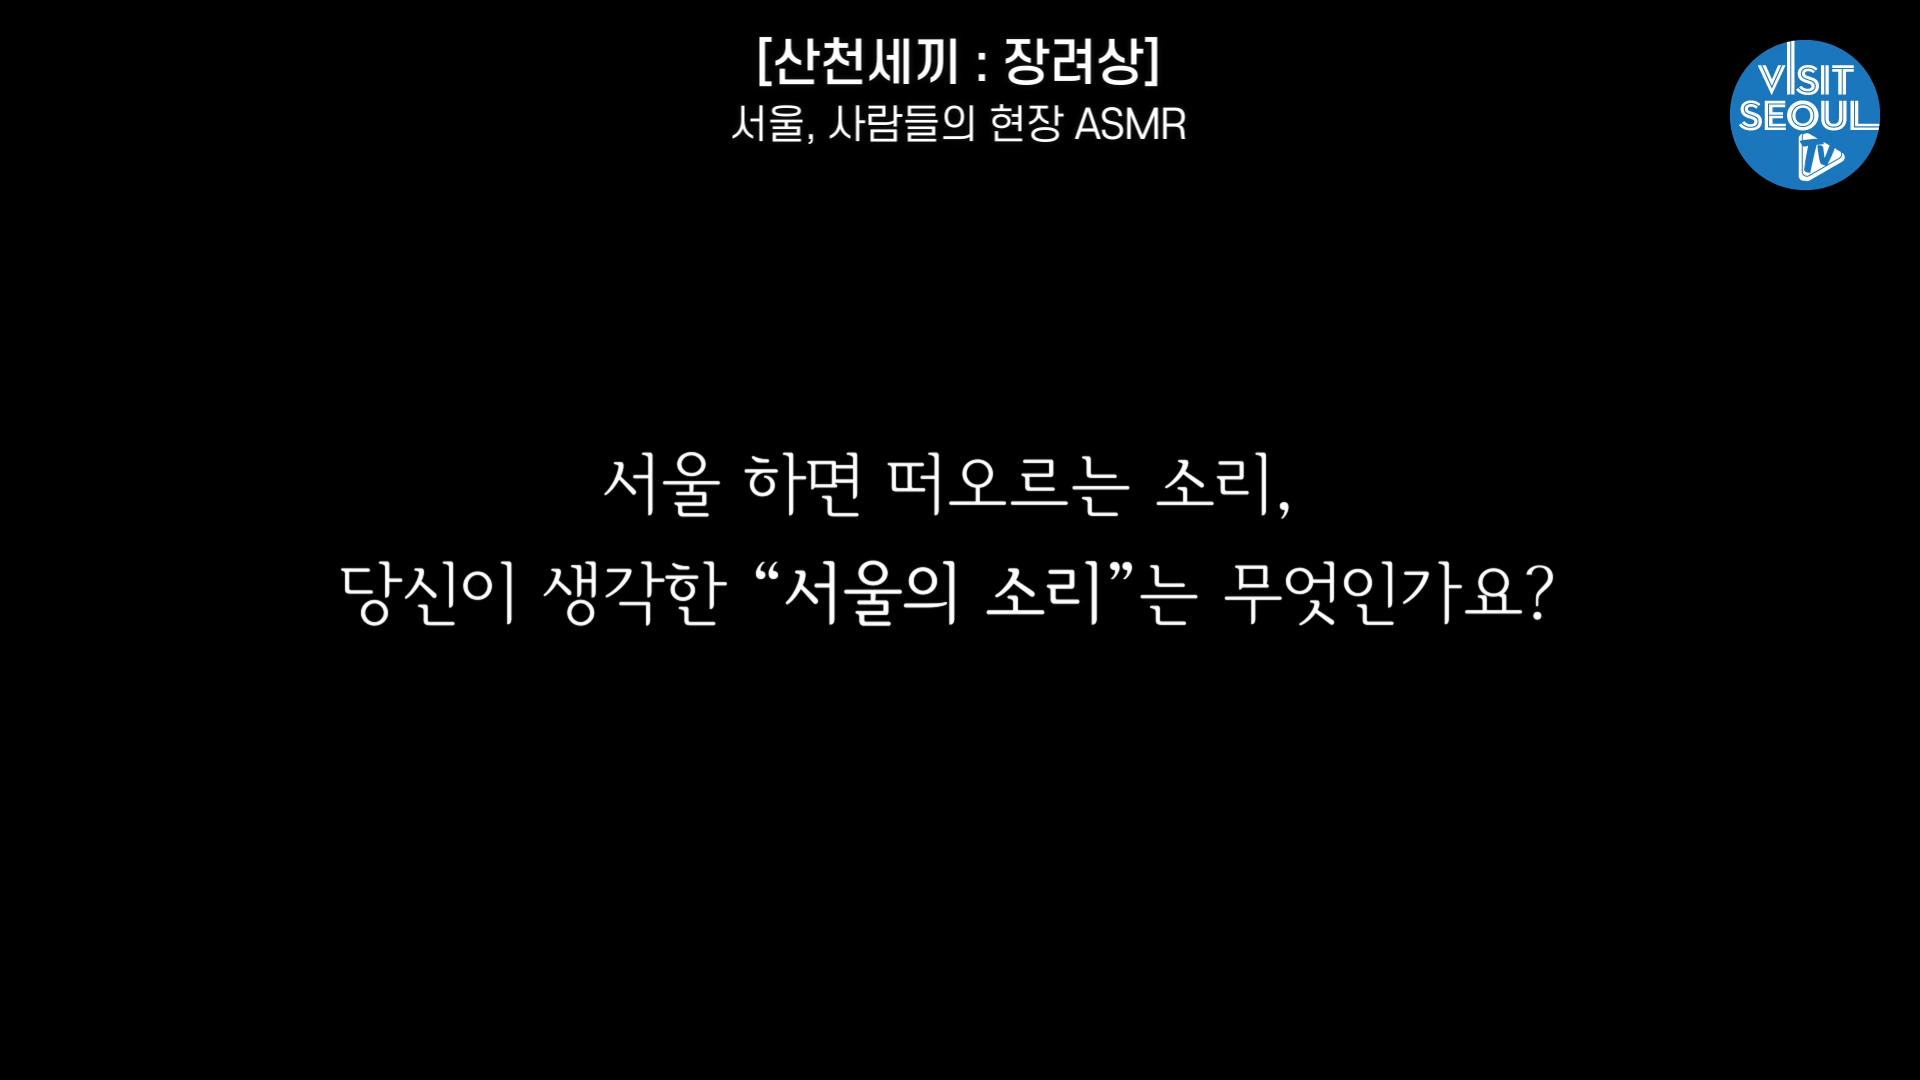 [산천세끼 : 장려상]
서울, 사람들의 현장 ASMR
VISIT
SEOUL
TV
서울 하면 떠오르는 소리,
당신이 생각한 “서울의 소리”는 무엇인가요?